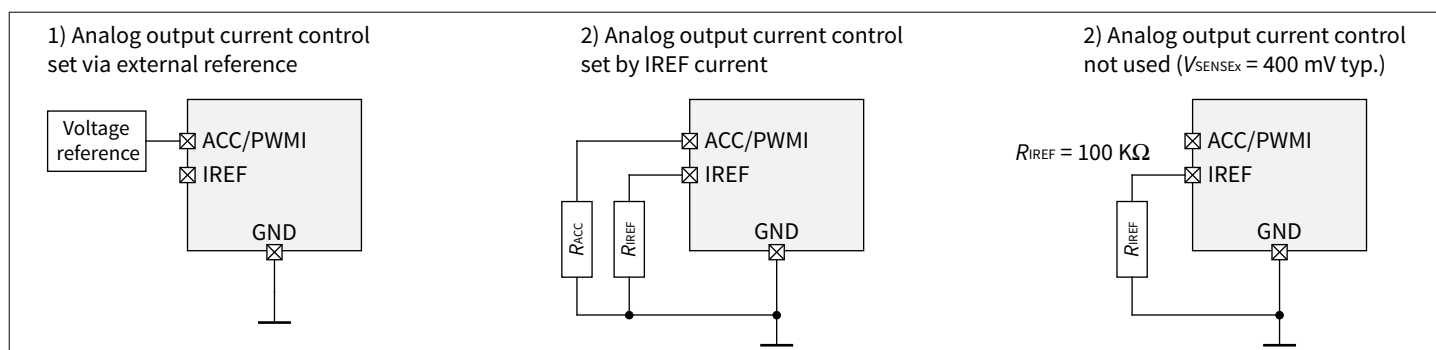 1) Analog output current control
set via external reference
Voltage
reference
ACC/PWMI
IREF
GND
2) Analog output current control
set by IREF current
ACC/PWMI
IREF
RACC
RIREF
GND
2) Analog output current control
not used (VSENSEx = 400 mV typ.)
RIREF = 100 KΩ
ACC/PWMI
IREF
RIREF
GND